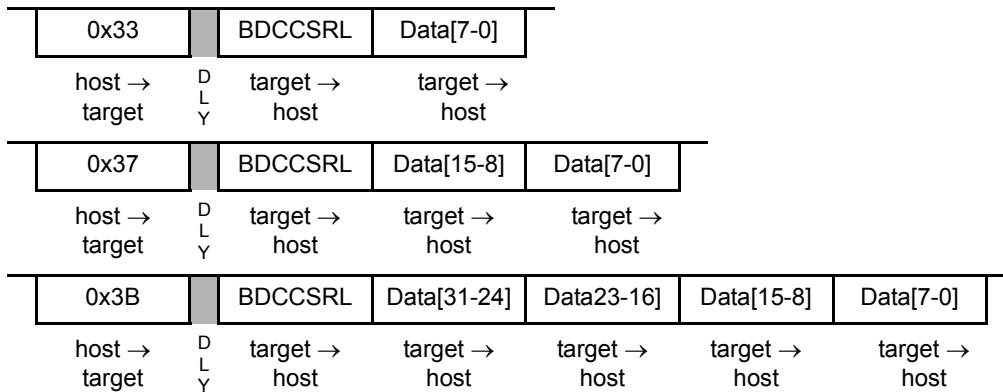 0x33 BDCCSRL Data[7-0]
host → D target → target →
L
target Y host host
0x37 BDCCSRL Data[15-8] Data[7-0]
host → D target → target → target →
L
target Y host host host
0x3B BDCCSRL Data[31-24] Data23-16] Data[15-8] Data[7-0]
host → D target → target → target → target → target →
L
target Y host host host host host